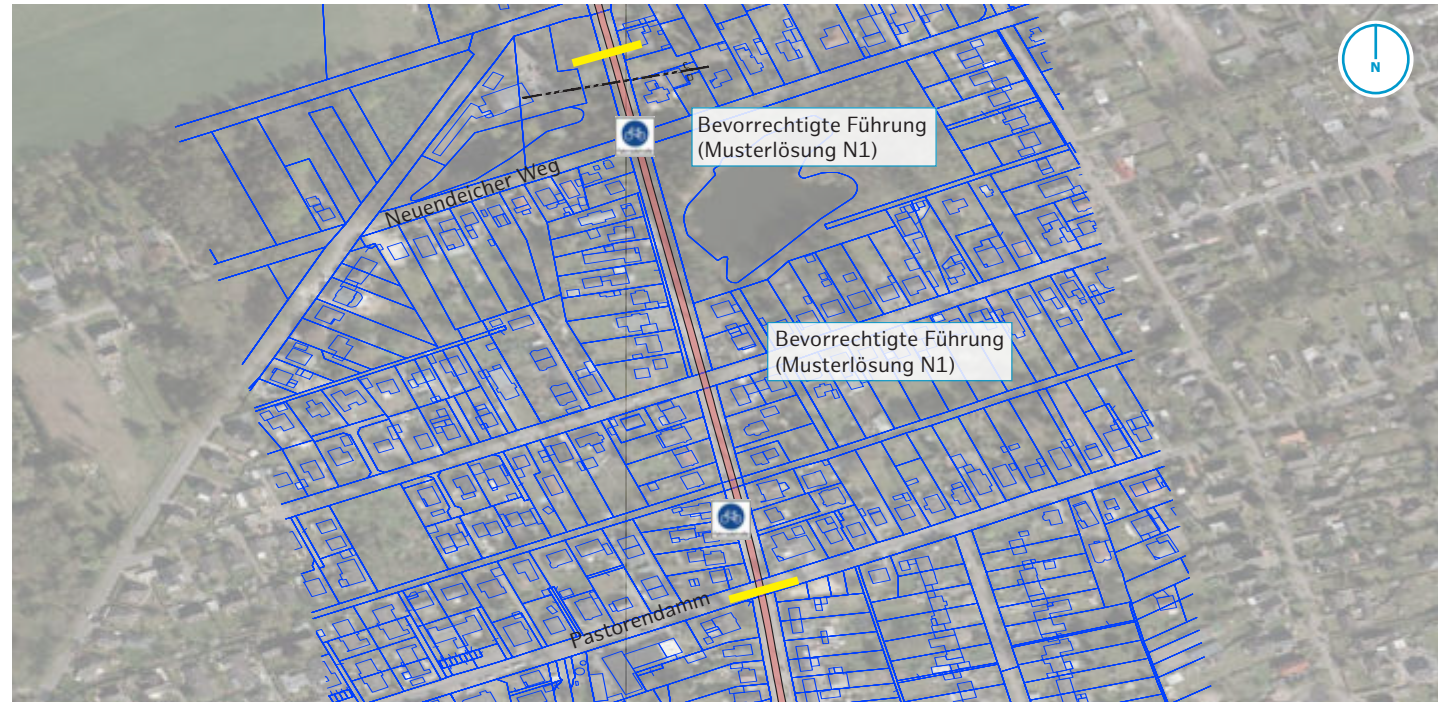 N
Bevorrechtigte Führung
(Musterlösung N1)
Neuendeicher Weg
Bevorrechtigte Führung
(Musterlösung N1)
Pastorendamm